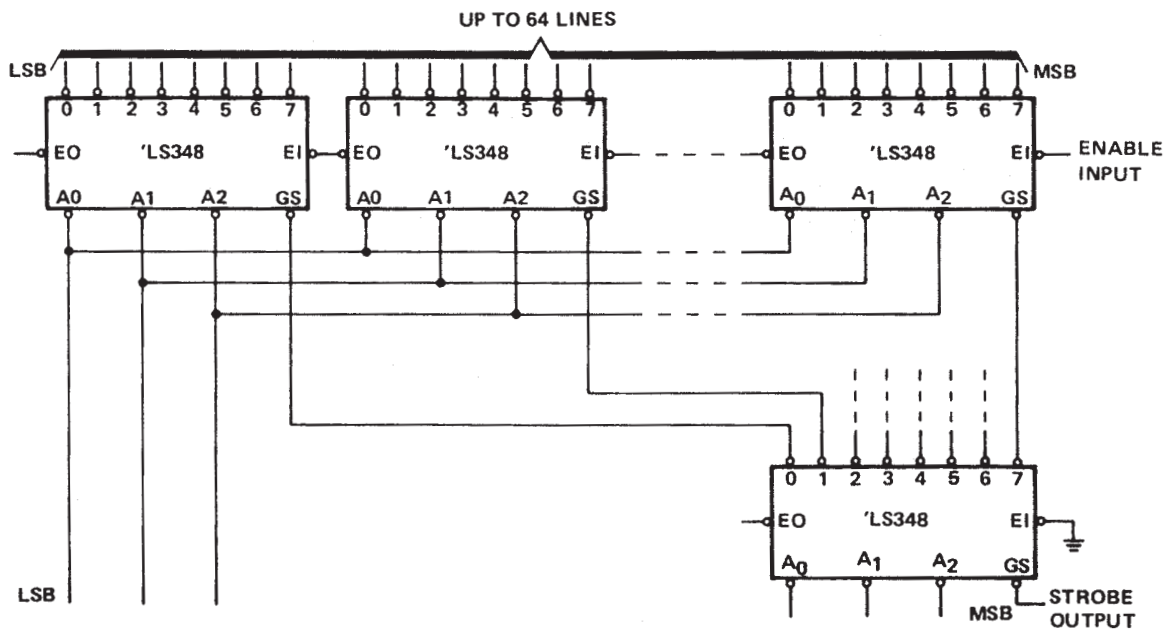 UP TO 64 LINES
LSB
MSB
0 1 2 3 4 5 6 7
0 1 2 3 4 5 6 7
0 1 2 3 4 5 6 7
EO 'LS348 EI
EO 'LS348 EI
EO 'LS348 EI
ENABLE
INPUT
A0 A1 A2 GS
A0 A1 A2 GS
A0 A1 A2 GS
0 1 2 3 4 5 6 7
EO 'LS348 EI
A0 A1 A2 GS
LSB
MSB
STROBE
OUTPUT